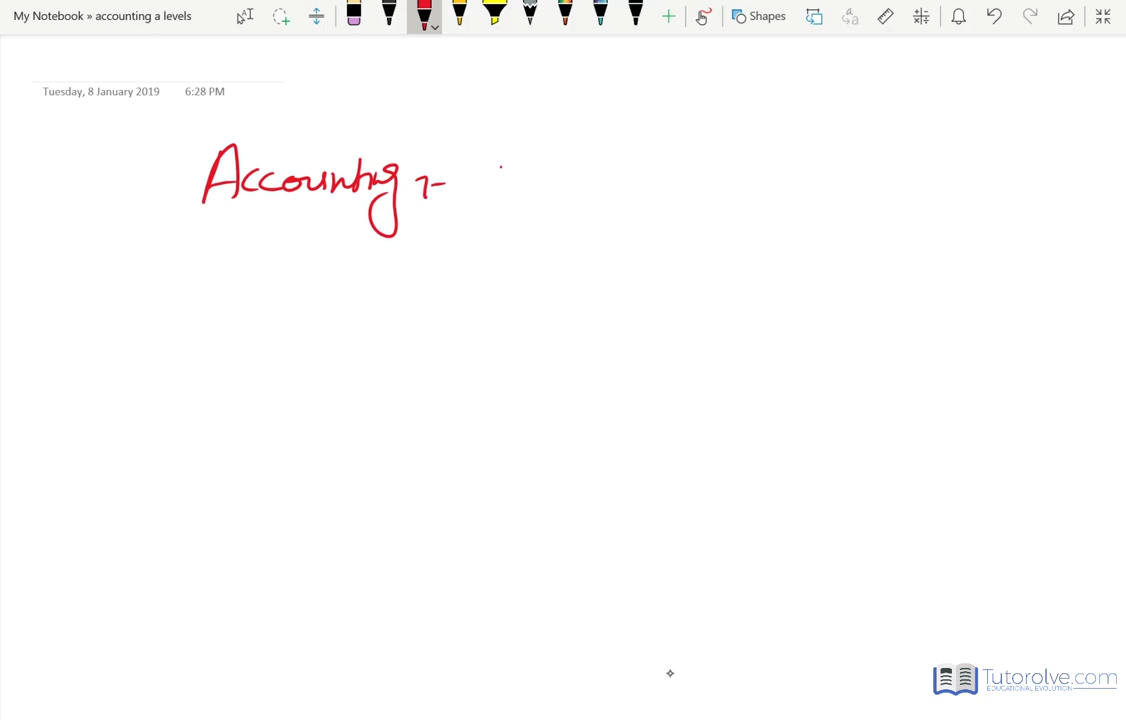 My Notebook » accounting a levels
Shapes
Tuesday, 8 January 2019 6:28 PM
Accounting :-
Tutorolve.com
EDUCATIONAL EVOLUTION